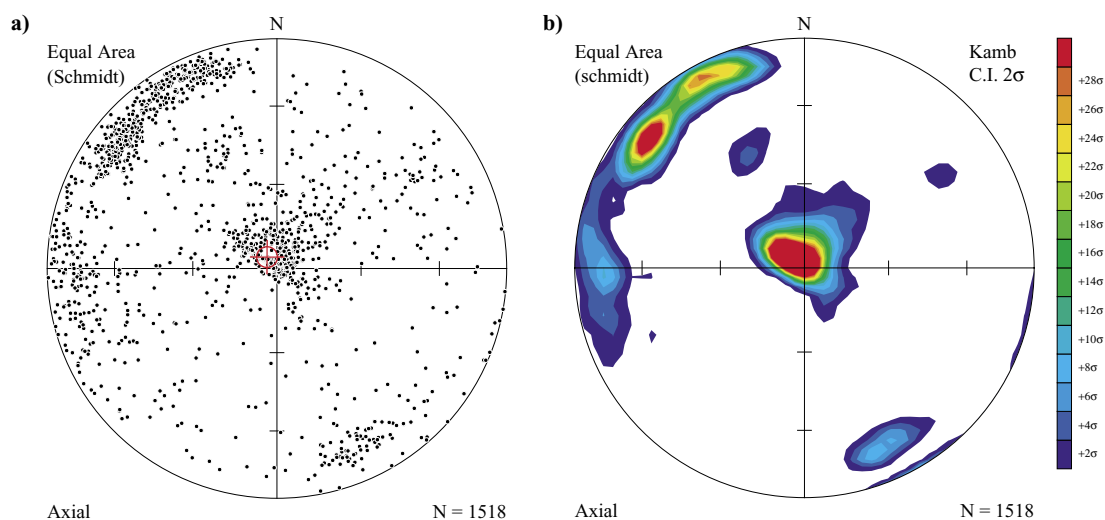 a)
N
Equal Area
(Schmidt)
Axial
N = 1518
b)
N
Equal Area
(schmidt)
Kamb
C.I. 2σ
+28σ
+26σ
+24σ
+22σ
+20σ
+18σ
+16σ
+14σ
+12σ
+10σ
+8σ
+6σ
+4σ
+2σ
Axial
N = 1518